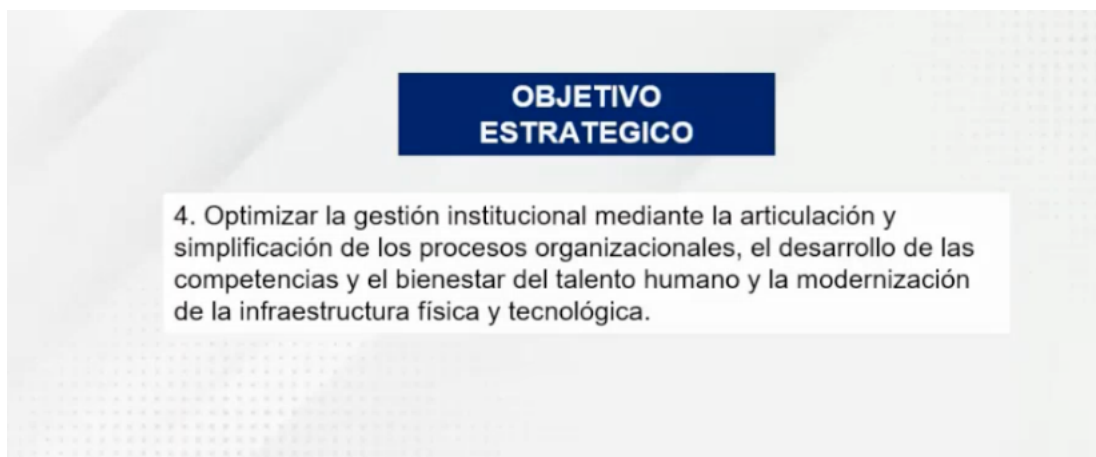 OBJETIVO
ESTRATEGICO
4. Optimizar la gestión institucional mediante la articulación y
simplificación de los procesos organizacionales, el desarrollo de las
competencias y el bienestar del talento humano y la modernización
de la infraestructura física y tecnológica.